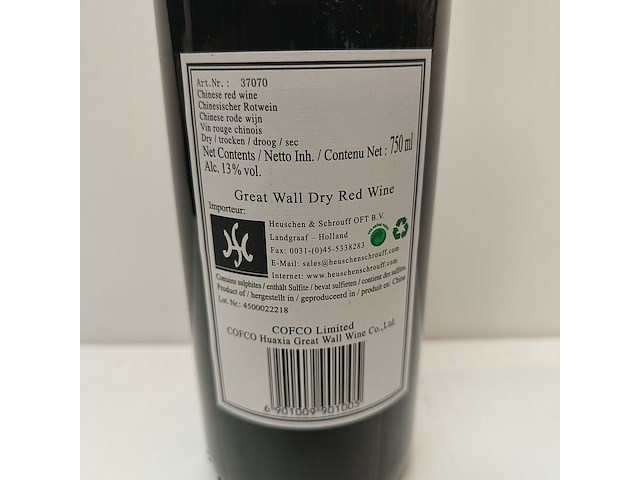 Art.Nr.: 37070
Chinese red wine
Chinesischer Rotwein
Chinese rode wijn
Vin rouge chinois
Dry / trocken / droog / sec
Net Contents / Netto Inh. / Contenu Net : 750 ml
Alc. 13% vol.
Great Wall Dry Red Wine
Importeur:
Heuschen & Schrouff OFT B.V.
Landgraaf – Holland
Fax: 0031-(0)45-5338283
E-Mail: sales@heuschenschrouff.com
Internet: www.heuschenschrouff.com
Contains sulphites / enthält Sulfite / bevat sulfieten / contient des sulfites
Product of / hergestellt in / geproduceerd in / produit en: China
Lot. Nr.: 4500022218
COFCO Limited
COFCO Huaxia Great Wall Wine Co.,Ltd.
6 901009 901005